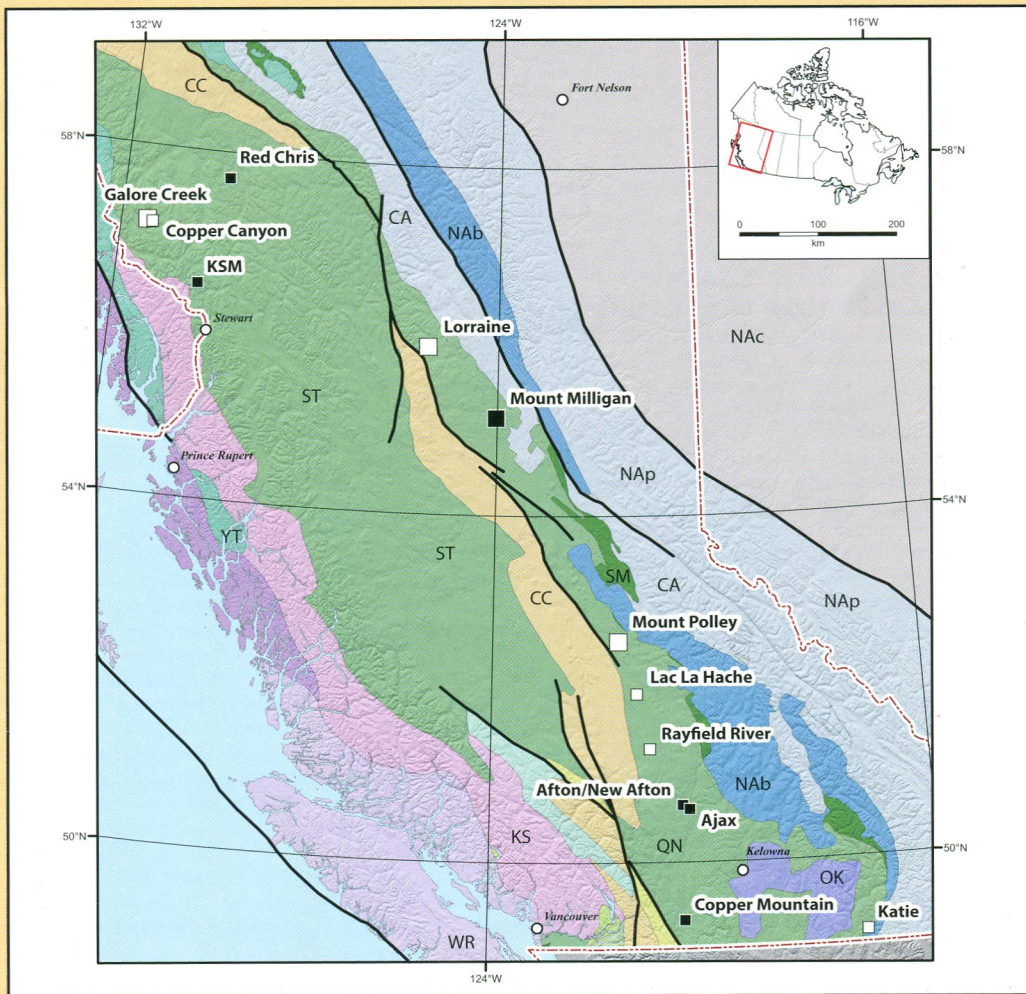 132°W
124°W
116°W
CC
Fort Nelson
58°N
58°N
Red Chris
Galore Creek
CA
NAb
Copper Canyon
0 100 200
km
KSM
Stewart
Lorraine
NAc
ST
Mount Milligan
Prince Rupert
NAp
54°N
54°N
YT
ST
SM
CA
CC
NAp
Mount Polley
Lac La Hache
Rayfield River
NAb
Afton/New Afton
Ajax
50°N
KS
QN
50°N
Kelowna
OK
Copper Mountain
Katie
Vancouver
WR
124°W